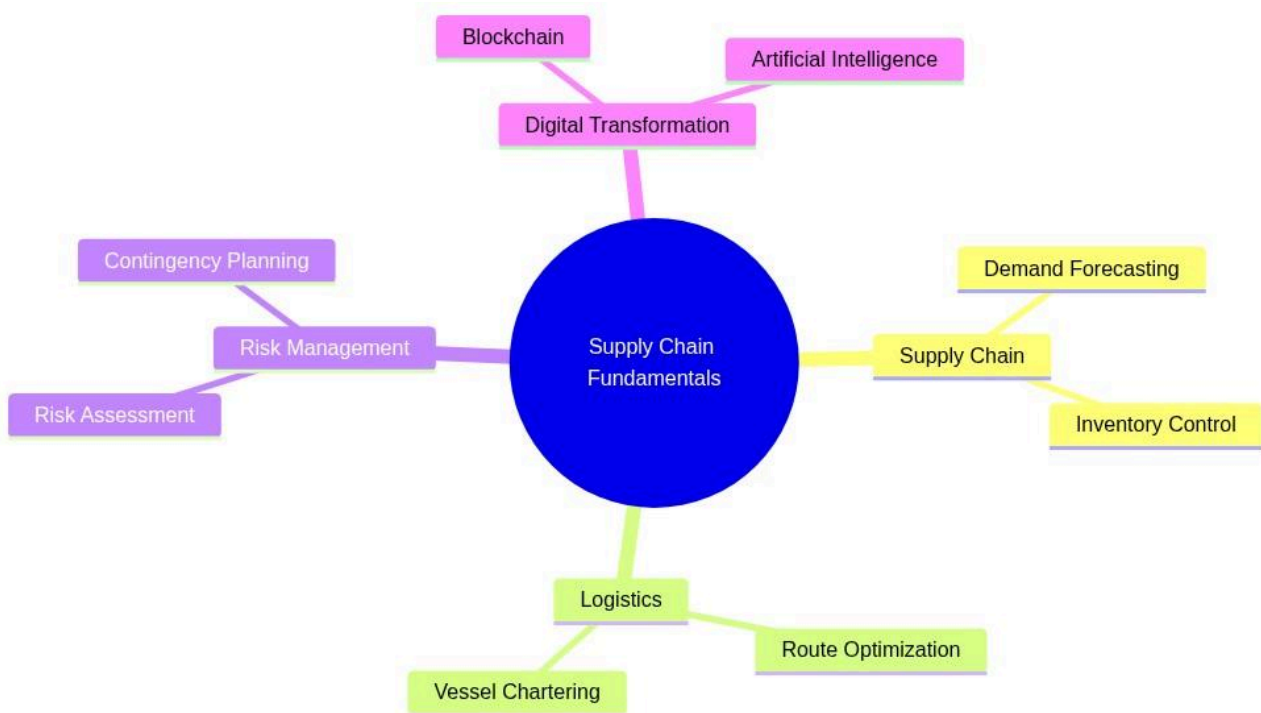 Blockchain
Artificial Intelligence
Digital Transformation
Contingency Planning
Demand Forecasting
Risk Management
Supply Chain
Fundamentals
Supply Chain
Risk Assessment
Inventory Control
Logistics
Route Optimization
Vessel Chartering